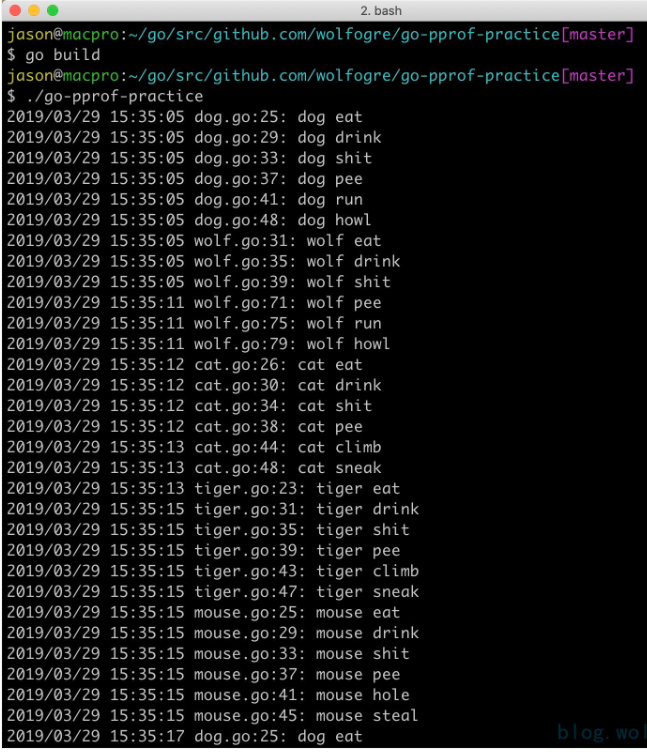 2. bash
jason@macpro:~/go/src/github.com/wolfogre/go-pprof-practice[master]
$ go build
jason@macpro:~/go/src/github.com/wolfogre/go-pprof-practice[master]
$ ./go-pprof-practice
2019/03/29 15:35:05 dog.go:25: dog eat
2019/03/29 15:35:05 dog.go:29: dog drink
2019/03/29 15:35:05 dog.go:33: dog shit
2019/03/29 15:35:05 dog.go:37: dog pee
2019/03/29 15:35:05 dog.go:41: dog run
2019/03/29 15:35:05 dog.go:48: dog howl
2019/03/29 15:35:05 wolf.go:31: wolf eat
2019/03/29 15:35:05 wolf.go:35: wolf drink
2019/03/29 15:35:05 wolf.go:39: wolf shit
2019/03/29 15:35:11 wolf.go:71: wolf pee
2019/03/29 15:35:11 wolf.go:75: wolf run
2019/03/29 15:35:11 wolf.go:79: wolf howl
2019/03/29 15:35:12 cat.go:26: cat eat
2019/03/29 15:35:12 cat.go:30: cat drink
2019/03/29 15:35:12 cat.go:34: cat shit
2019/03/29 15:35:12 cat.go:38: cat pee
2019/03/29 15:35:13 cat.go:44: cat climb
2019/03/29 15:35:13 cat.go:48: cat sneak
2019/03/29 15:35:13 tiger.go:23: tiger eat
2019/03/29 15:35:15 tiger.go:31: tiger drink
2019/03/29 15:35:15 tiger.go:35: tiger shit
2019/03/29 15:35:15 tiger.go:39: tiger pee
2019/03/29 15:35:15 tiger.go:43: tiger climb
2019/03/29 15:35:15 tiger.go:47: tiger sneak
2019/03/29 15:35:15 mouse.go:25: mouse eat
2019/03/29 15:35:15 mouse.go:29: mouse drink
2019/03/29 15:35:15 mouse.go:33: mouse shit
2019/03/29 15:35:15 mouse.go:37: mouse pee
2019/03/29 15:35:15 mouse.go:41: mouse hole
2019/03/29 15:35:15 mouse.go:45: mouse steal
2019/03/29 15:35:17 dog.go:25: dog eat
blog.wol